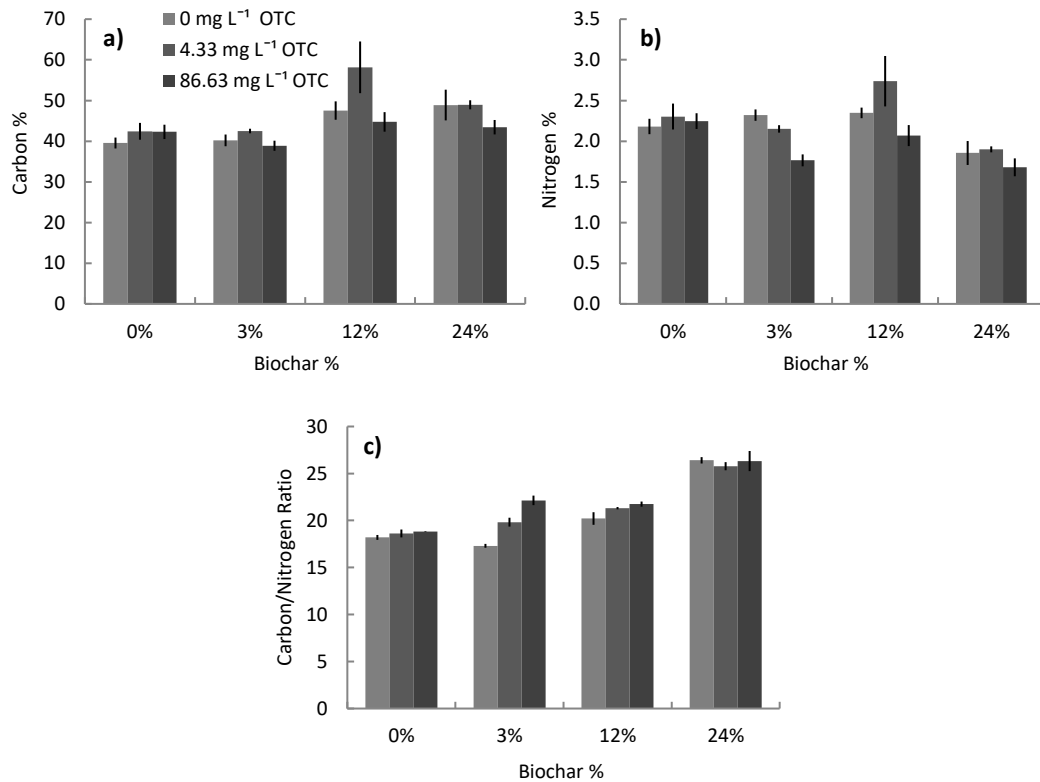 a)
0 mg L⁻¹ OTC
4.33 mg L⁻¹ OTC
86.63 mg L⁻¹ OTC
70
60
50
40
30
20
10
0
Carbon %
0% 3% 12% 24%
Biochar %
b)
3.5
3.0
2.5
2.0
1.5
1.0
0.5
0.0
Nitrogen %
0% 3% 12% 24%
Biochar %
c)
30
25
20
15
10
5
0
Carbon/Nitrogen Ratio
0% 3% 12% 24%
Biochar %